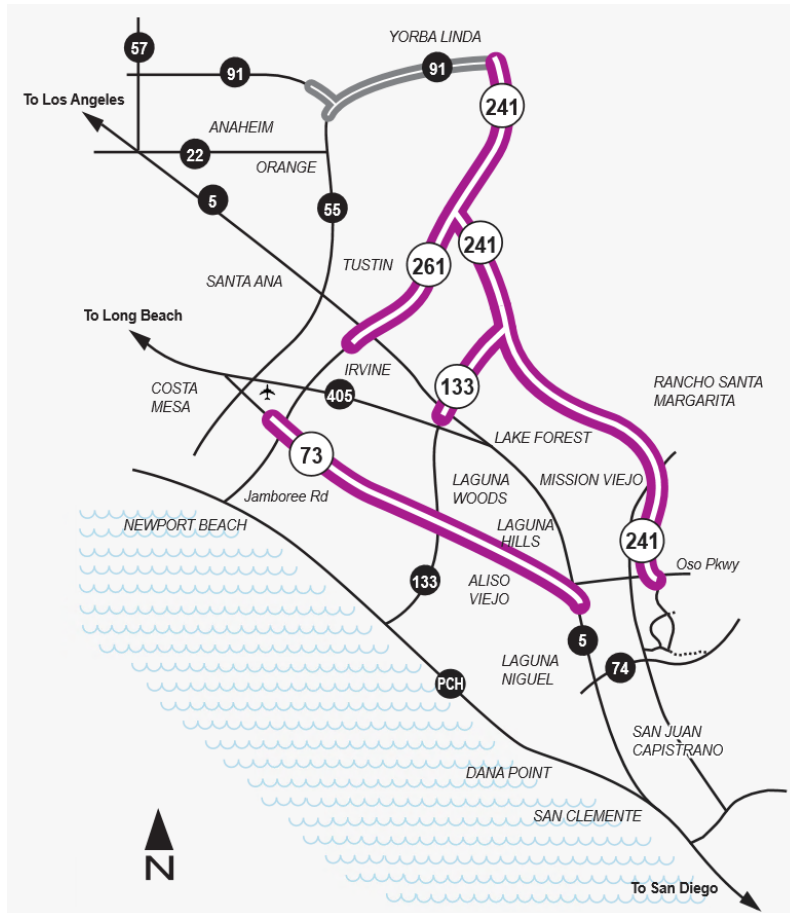 YORBA LINDA
57
91
91
To Los Angeles
241
ANAHEIM
22
ORANGE
5
55
241
TUSTIN
261
SANTA ANA
To Long Beach
IRVINE
133
COSTA
MESA
405
RANCHO SANTA
MARGARITA
LAKE FOREST
73
LAGUNA
WOODS
MISSION VIEJO
Jamboree Rd
NEWPORT BEACH
LAGUNA
HILLS
241
Oso Pkwy
133
ALISO
VIEJO
5
LAGUNA
NIGUEL
74
PCH
SAN JUAN
CAPISTRANO
DANA POINT
SAN CLEMENTE
N
To San Diego